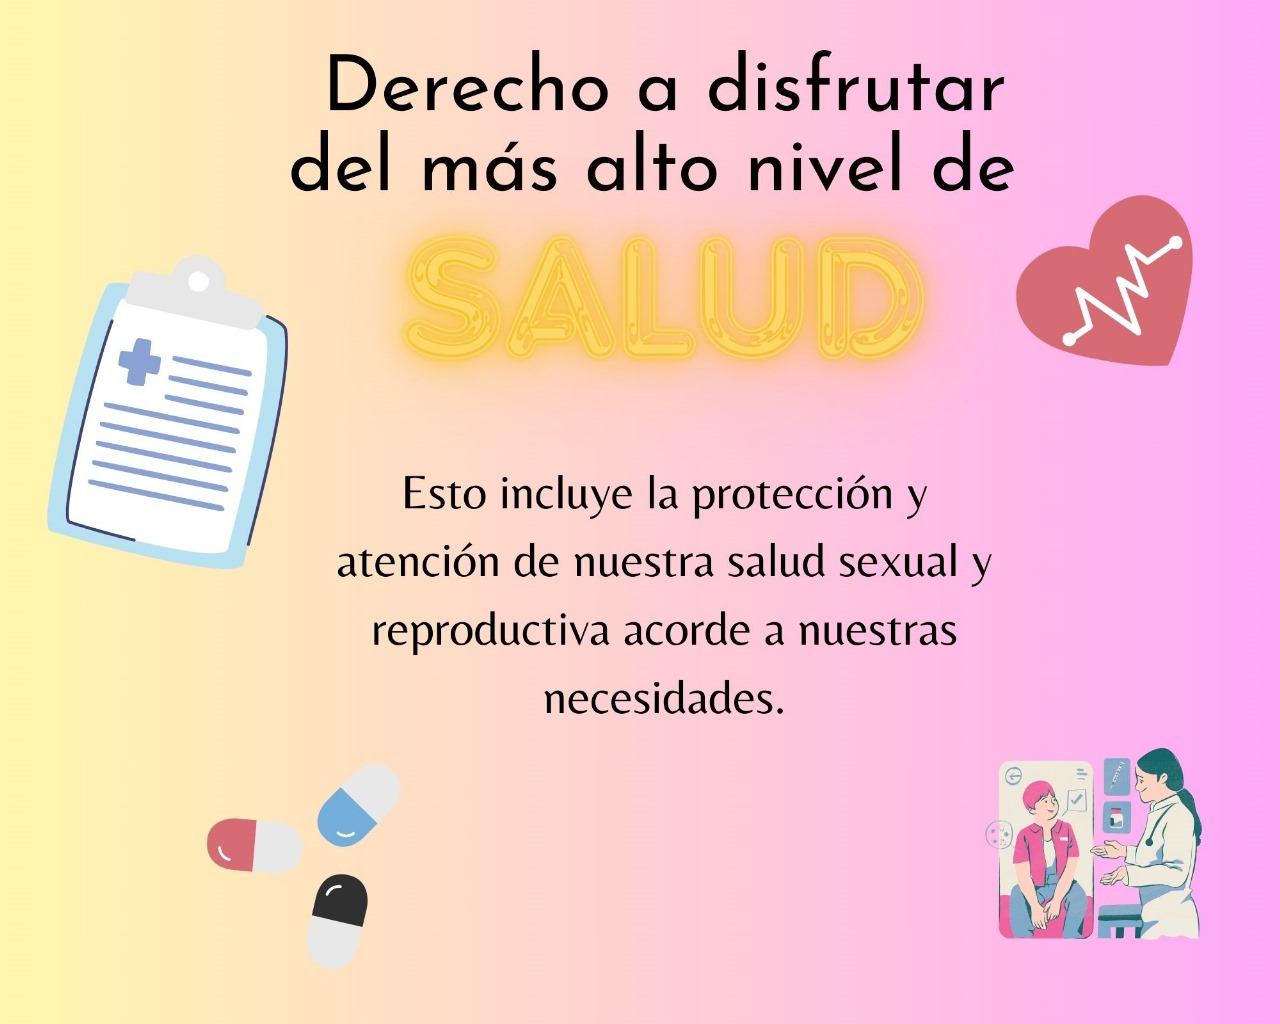 Derecho a disfrutar
del más alto nivel de
SALUD
Esto incluye la protección y
atención de nuestra salud sexual y
reproductiva acorde a nuestras
necesidades.